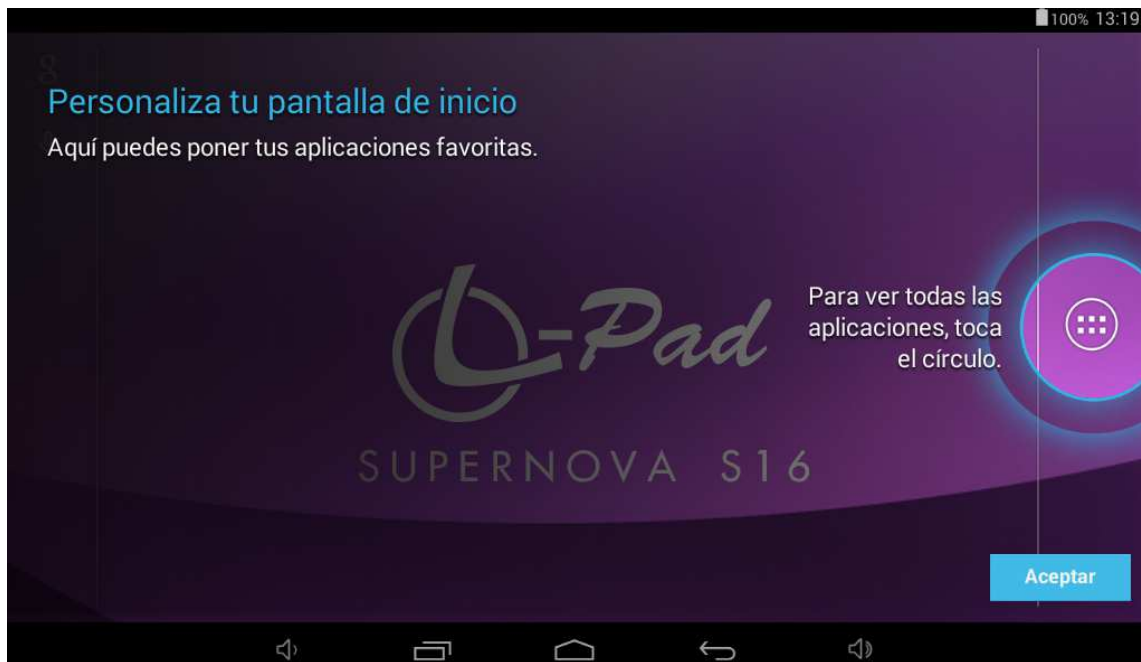 100% 13:19
Personaliza tu pantalla de inicio
Aquí puedes poner tus aplicaciones favoritas.
L-Pad
Para ver todas las
aplicaciones, toca
el círculo.
SUPERNOVA S16
Aceptar